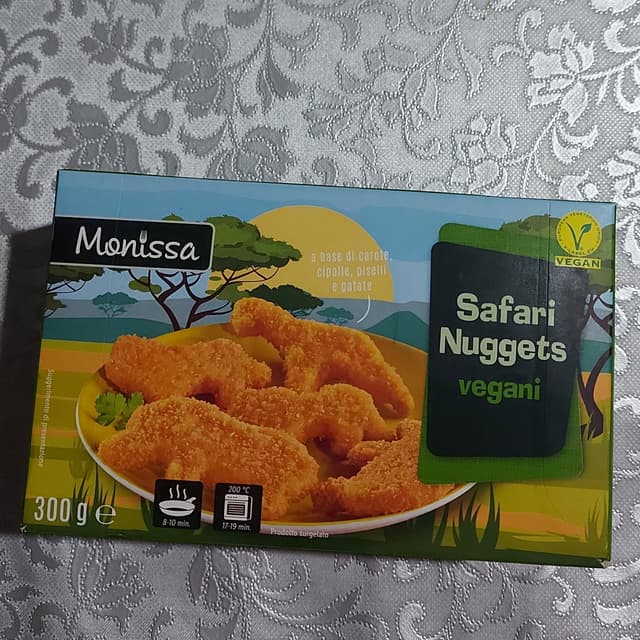 Monissa
a base di carote,
cipolle, piselli
e patate
VEGAN
Safari
Nuggets
vegani
Suggerimento di presentazione
300 g e
8-10 min.
200 °C
17-19 min.
Prodotto surgelato